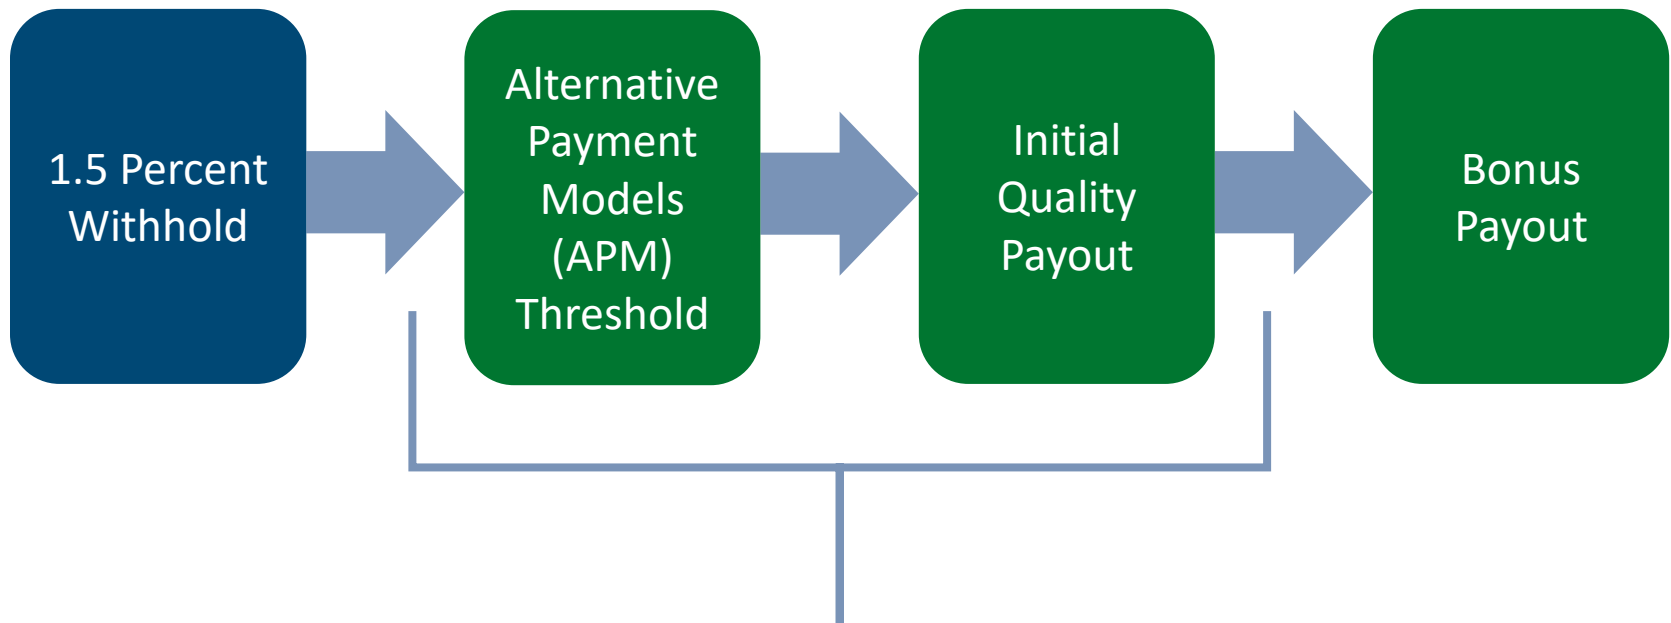 1.5 Percent
Withhold
Alternative
Payment
Models
(APM)
Threshold
Initial
Quality
Payout
Bonus
Payout